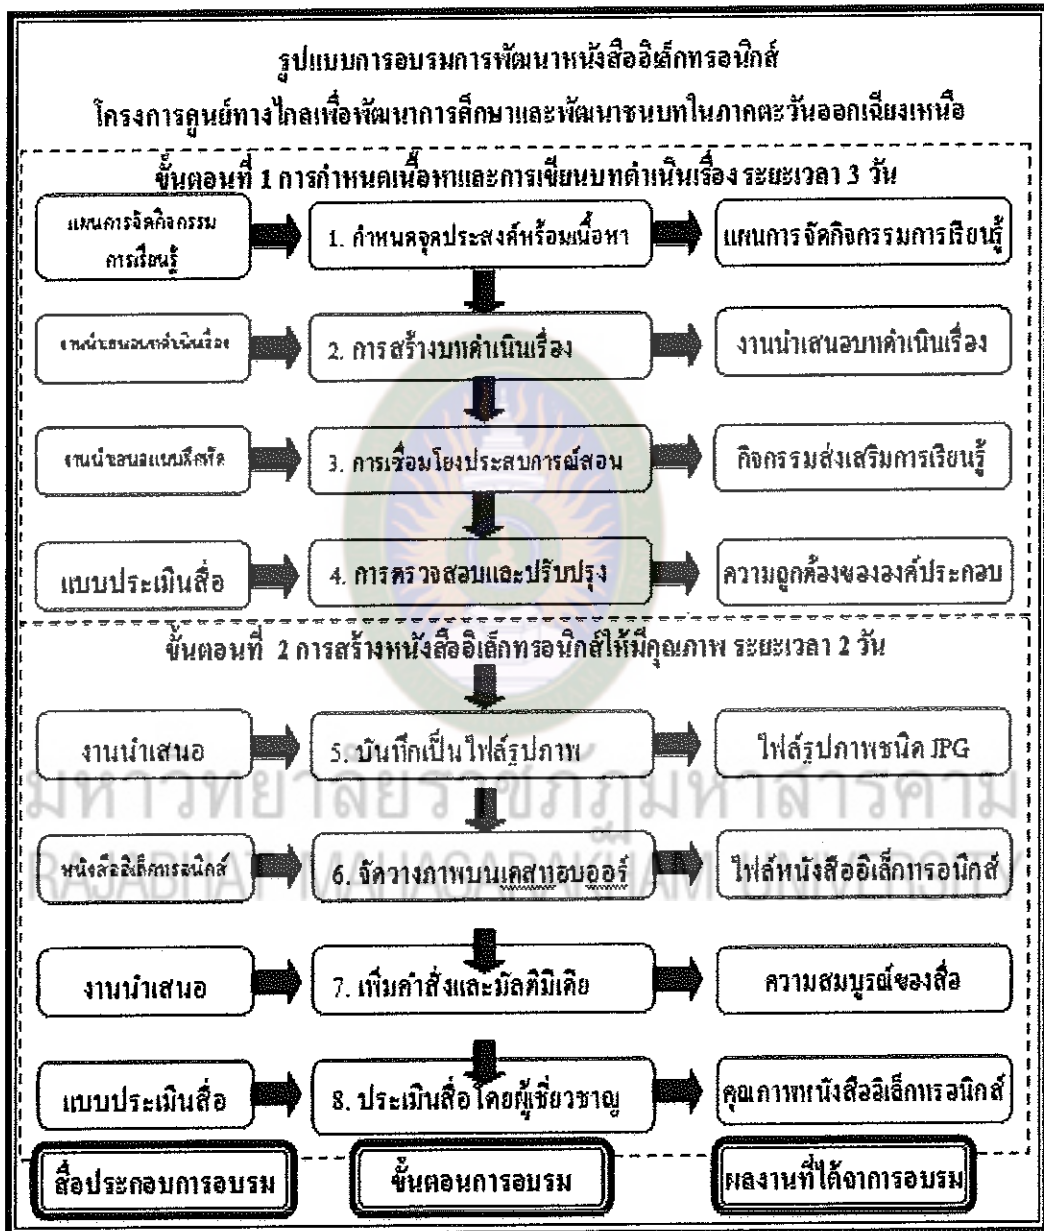 รูปแบบการอบรมการพัฒนาหนังสืออิเล็กทรอนิกส์
โครงการศูนย์ทางไกลเพื่อพัฒนาการศึกษาและพัฒนาชนบทในภาคตะวันออกเฉียงเหนือ
ขั้นตอนที่ 1 การกำหนดเนื้อหาและการเขียนบทดำเนินเรื่อง ระยะเวลา 3 วัน
แผนการจัดกิจกรรม
การเรียนรู้
1. กำหนดจุดประสงค์พร้อมเนื้อหา
แผนการจัดกิจกรรมการเรียนรู้
งานนำเสนอบทดำเนินเรื่อง
2. การสร้างบทดำเนินเรื่อง
งานนำเสนอบทดำเนินเรื่อง
งานนำเสนอแบบฝึกหัด
3. การเชื่อมโยงประสบการณ์สอน
กิจกรรมส่งเสริมการเรียนรู้
แบบประเมินสื่อ
4. การตรวจสอบและปรับปรุง
ความถูกต้องขององค์ประกอบ
ขั้นตอนที่ 2 การสร้างหนังสืออิเล็กทรอนิกส์ให้มีคุณภาพ ระยะเวลา 2 วัน
งานนำเสนอ
5. บันทึกเป็นไฟล์รูปภาพ
ไฟล์รูปภาพชนิด JPG
มหาวิทยาลัยราชภัฏมหาสารคาม
หนังสืออิเล็กทรอนิกส์
6. จัดวางภาพบนเดสทอบออร์
ไฟล์หนังสืออิเล็กทรอนิกส์
RAJABHAT MAHASARAKHAM UNIVERSITY
งานนำเสนอ
7. เพิ่มคำสั่งและมัลติมีเดีย
ความสมบูรณ์ของสื่อ
แบบประเมินสื่อ
8. ประเมินสื่อโดยผู้เชี่ยวชาญ
คุณภาพหนังสืออิเล็กทรอนิกส์
สื่อประกอบการอบรม
ขั้นตอนการอบรม
ผลงานที่ได้จาการอบรม